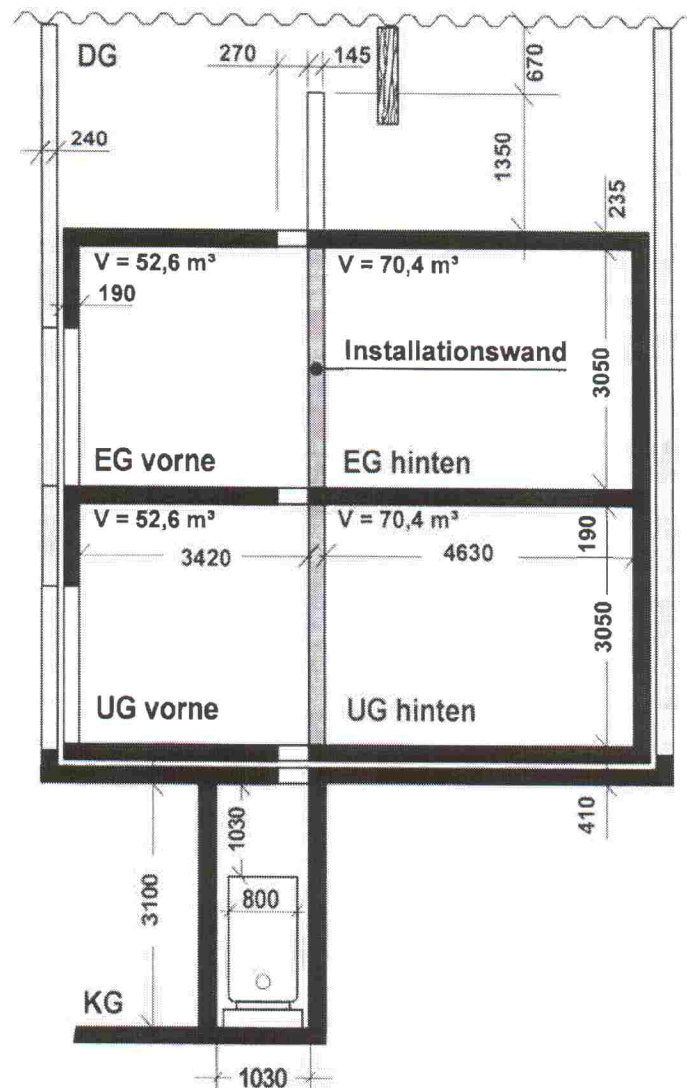 DG
270
145
670
240
1350
235
V = 52,6 m³
V = 70,4 m³
190
Installationswand
3050
EG vorne
EG hinten
V = 52,6 m³
V = 70,4 m³
3420
4630
190
3050
UG vorne
UG hinten
410
1030
3100
800
KG
1030